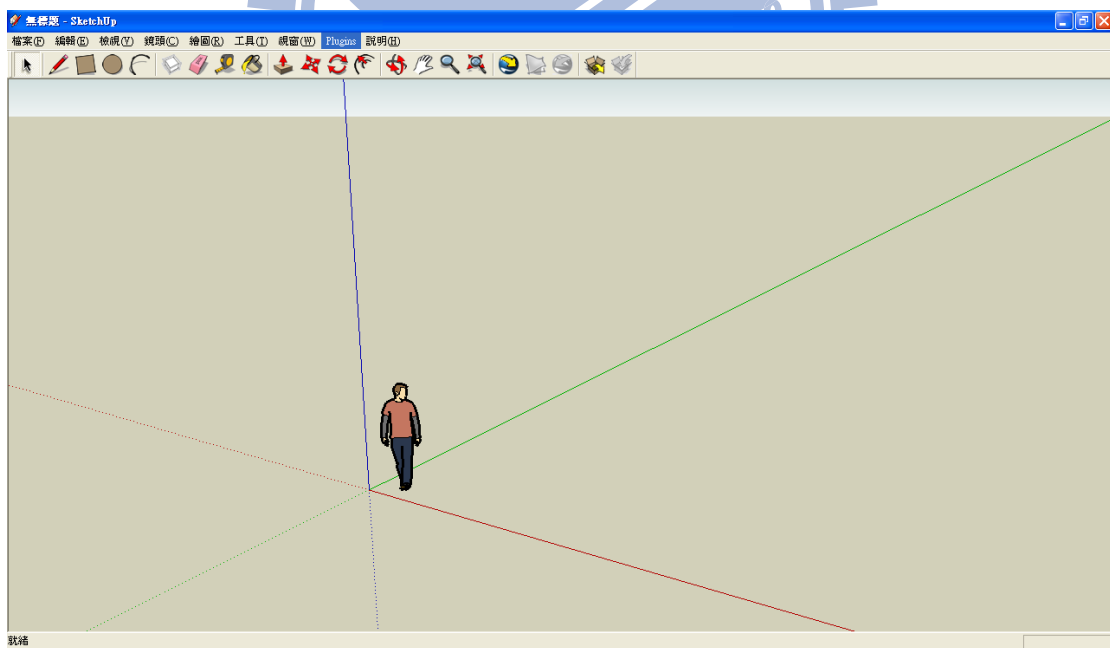 無標題 - SketchUp
檔案(F) 編輯(E) 檢視(V) 鏡頭(C) 繪圖(R) 工具(T) 視窗(W) Plugins 說明(H)
就緒